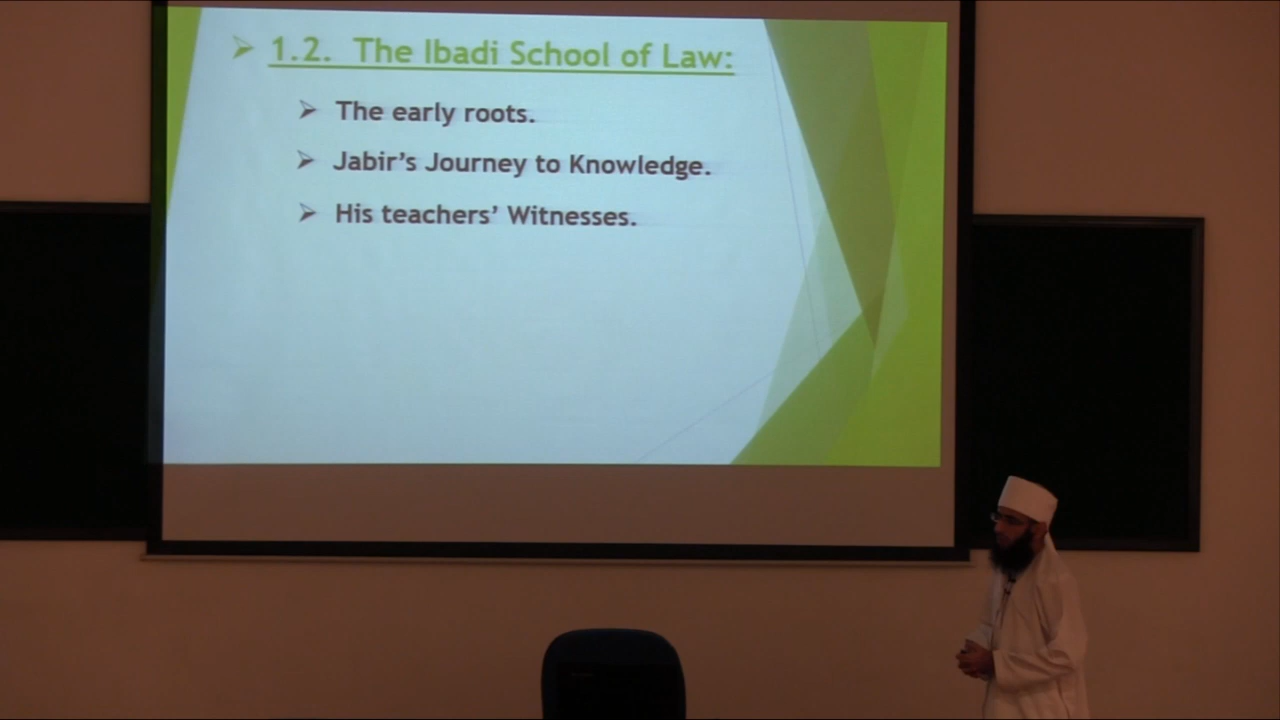 1.2. The Ibadi School of Law:
The early roots.
Jabir's Journey to Knowledge.
His teachers' Witnesses.